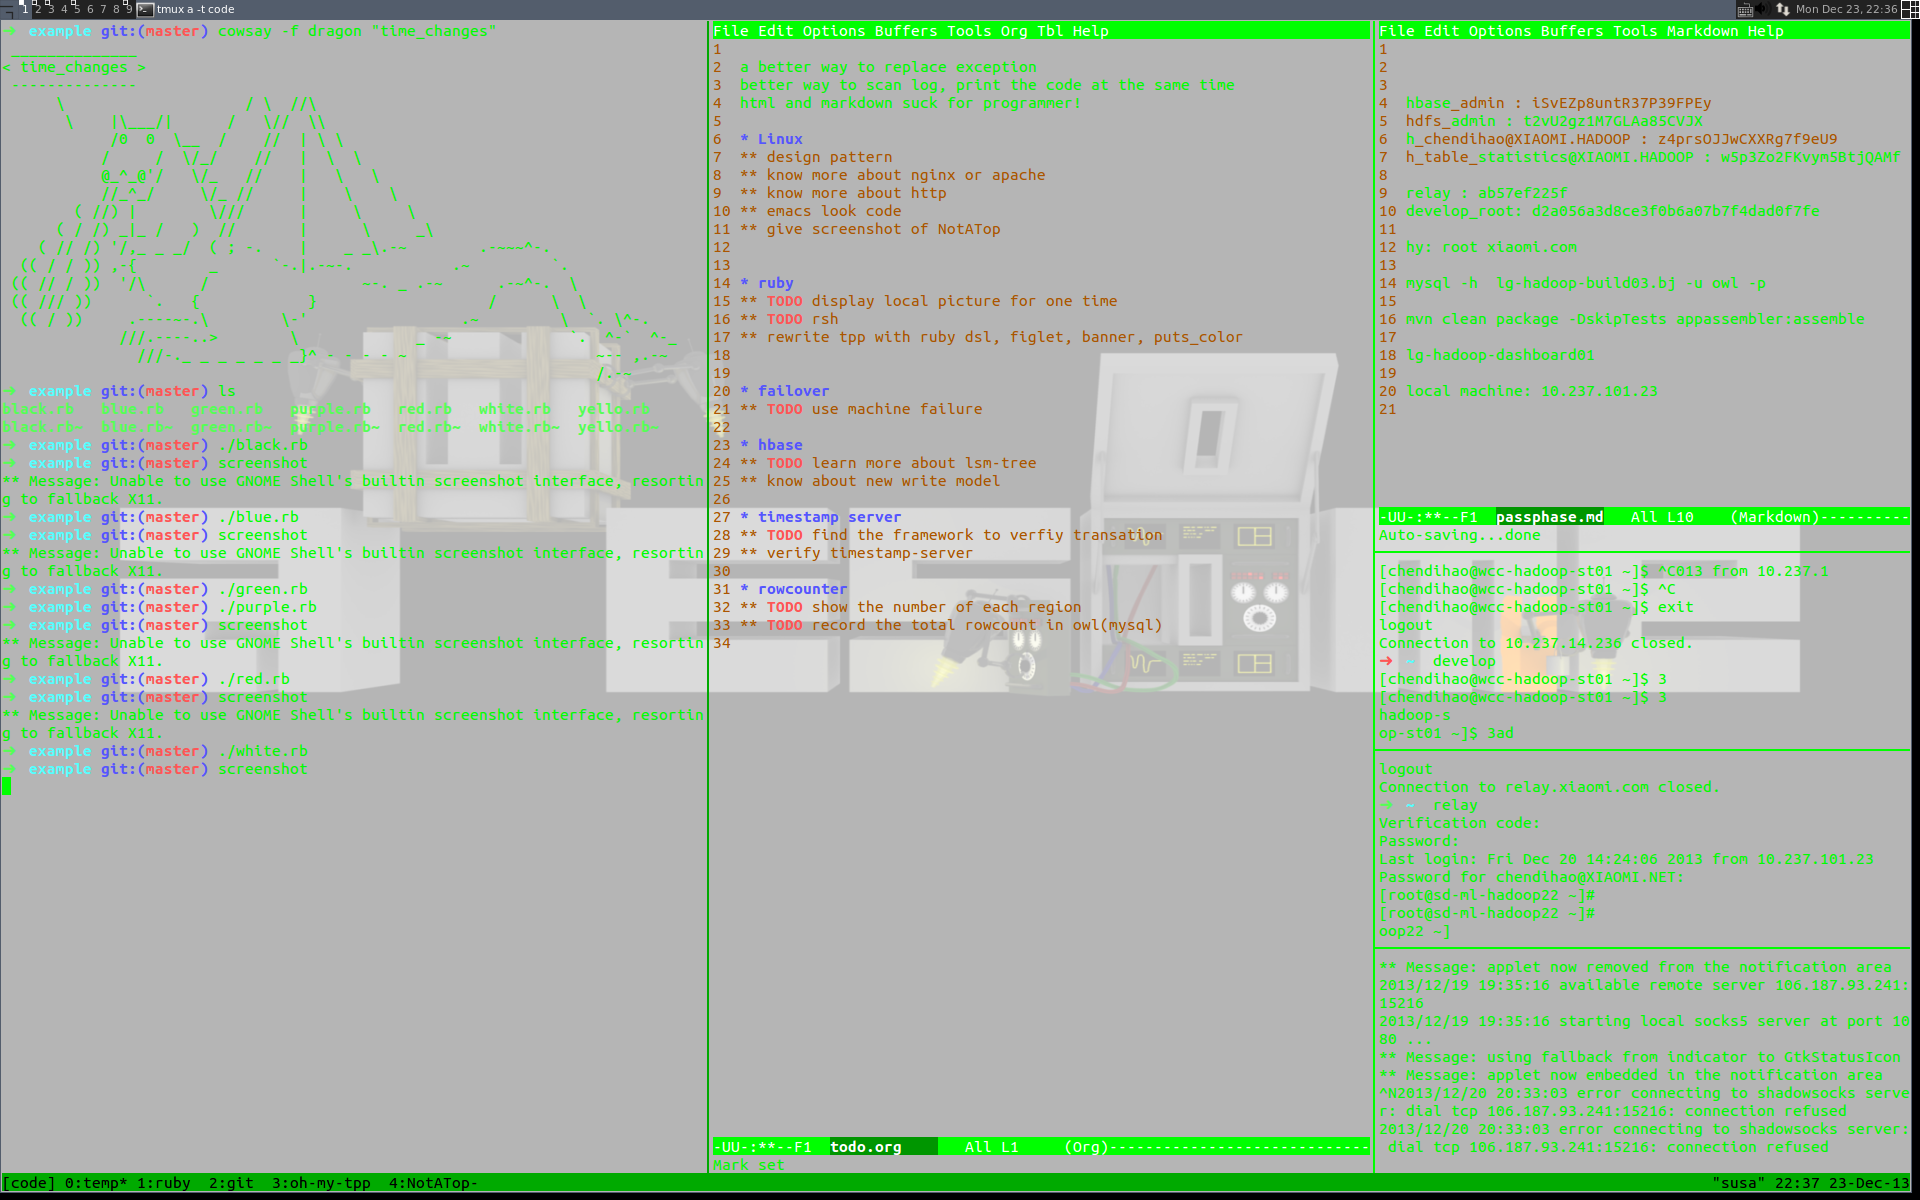 1 2 3 4 5 6 7 8 9 tmux a -t code
Mon Dec 23, 22:36
→ example git:(master) cowsay -f dragon "time_changes"
< time_changes >
→ example git:(master) ls
black.rb blue.rb green.rb purple.rb red.rb white.rb yello.rb
black.rb~ blue.rb~ green.rb~ purple.rb~ red.rb~ white.rb~ yello.rb~
→ example git:(master) ./black.rb
→ example git:(master) screenshot
** Message: Unable to use GNOME Shell's builtin screenshot interface, resortin
g to fallback X11.
→ example git:(master) ./blue.rb
→ example git:(master) screenshot
** Message: Unable to use GNOME Shell's builtin screenshot interface, resortin
g to fallback X11.
→ example git:(master) ./green.rb
→ example git:(master) ./purple.rb
→ example git:(master) screenshot
** Message: Unable to use GNOME Shell's builtin screenshot interface, resortin
g to fallback X11.
→ example git:(master) ./red.rb
→ example git:(master) screenshot
** Message: Unable to use GNOME Shell's builtin screenshot interface, resortin
g to fallback X11.
→ example git:(master) ./white.rb
→ example git:(master) screenshot
File Edit Options Buffers Tools Org Tbl Help
1
2 a better way to replace exception
3 better way to scan log, print the code at the same time
4 html and markdown suck for programmer!
5
6 * Linux
7 ** design pattern
8 ** know more about nginx or apache
9 ** know more about http
10 ** emacs look code
11 ** give screenshot of NotATop
12
13
14 * ruby
15 ** TODO display local picture for one time
16 ** TODO rsh
17 ** rewrite tpp with ruby dsl, figlet, banner, puts_color
18
19
20 * failover
21 ** TODO use machine failure
22
23 * hbase
24 ** TODO learn more about lsm-tree
25 ** know about new write model
26
27 * timestamp server
28 ** TODO find the framework to verfiy transation
29 ** verify timestamp-server
30
31 * rowcounter
32 ** TODO show the number of each region
33 ** TODO record the total rowcount in owl(mysql)
34
-UU-:**--F1 todo.org All L1 (Org)-----------------------------
Mark set
File Edit Options Buffers Tools Markdown Help
1
2
3
4 hbase_admin : iSvEZp8untR37P39FPEy
5 hdfs_admin : t2vU2gz1M7GLAa85CVJX
6 h_chendihao@XIAOMI.HADOOP : z4prsOJJwCXXRg7f9eU9
7 h_table_statistics@XIAOMI.HADOOP : w5p3Zo2FKvym5BtjQAMf
8
9 relay : ab57ef225f
10 develop_root: d2a056a3d8ce3f0b6a07b7f4dad0f7fe
11
12 hy: root xiaomi.com
13
14 mysql -h  lg-hadoop-build03.bj -u owl -p
15
16 mvn clean package -DskipTests appassembler:assemble
17
18 lg-hadoop-dashboard01
19
20 local machine: 10.237.101.23
21
-UU-:**--F1 passphase.md All L10 (Markdown)----------
Auto-saving...done
[chendihao@wcc-hadoop-st01 ~]$ ^C013 from 10.237.1
[chendihao@wcc-hadoop-st01 ~]$ ^C
[chendihao@wcc-hadoop-st01 ~]$ exit
logout
Connection to 10.237.14.236 closed.
→ ~ develop
[chendihao@wcc-hadoop-st01 ~]$ 3
[chendihao@wcc-hadoop-st01 ~]$ 3
hadoop-s
op-st01 ~]$ 3ad
logout
Connection to relay.xiaomi.com closed.
→ ~ relay
Verification code:
Password:
Last login: Fri Dec 20 14:24:06 2013 from 10.237.101.23
Password for chendihao@XIAOMI.NET:
[root@sd-ml-hadoop22 ~]#
[root@sd-ml-hadoop22 ~]#
oop22 ~]
** Message: applet now removed from the notification area
2013/12/19 19:35:16 available remote server 106.187.93.241:
15216
2013/12/19 19:35:16 starting local socks5 server at port 10
80 ...
** Message: using fallback from indicator to GtkStatusIcon
** Message: applet now embedded in the notification area
^N2013/12/20 20:33:03 error connecting to shadowsocks serve
r: dial tcp 106.187.93.241:15216: connection refused
2013/12/20 20:33:03 error connecting to shadowsocks server:
dial tcp 106.187.93.241:15216: connection refused
[code] 0:temp* 1:ruby 2:git 3:oh-my-tpp 4:NotATop-
"susa" 22:37 23-Dec-13